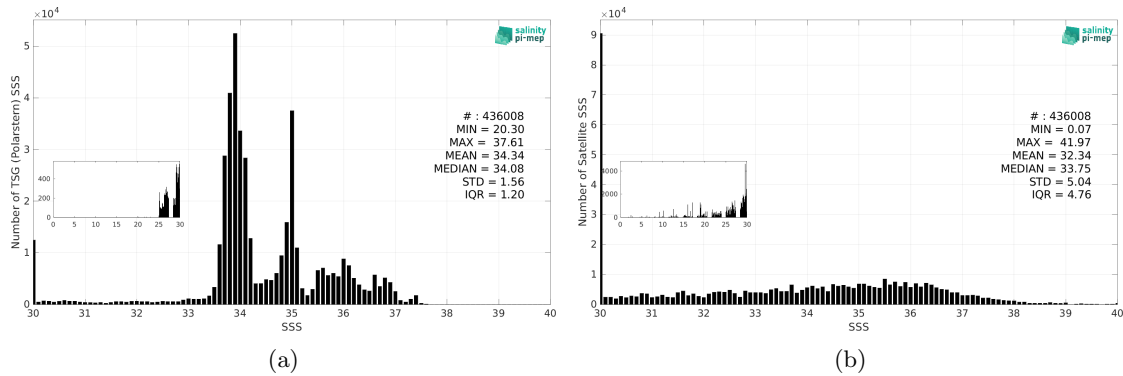 ×10⁴
5
4
3
2
1
0
Number of TSG (Polarstern) SSS
salinity
pi-mep
# : 436008
MIN = 20.30
MAX = 37.61
MEAN = 34.34
MEDIAN = 34.08
STD = 1.56
IQR = 1.20
400
200
0
0 5 10 15 20 25 30
30 31 32 33 34 35 36 37 38 39 40
SSS
(a)
×10⁴
9
8
7
6
5
4
3
2
1
0
Number of Satellite SSS
salinity
pi-mep
# : 436008
MIN = 0.07
MAX = 41.97
MEAN = 32.34
MEDIAN = 33.75
STD = 5.04
IQR = 4.76
4000
2000
0
0 5 10 15 20 25 30
30 31 32 33 34 35 36 37 38 39 40
SSS
(b)